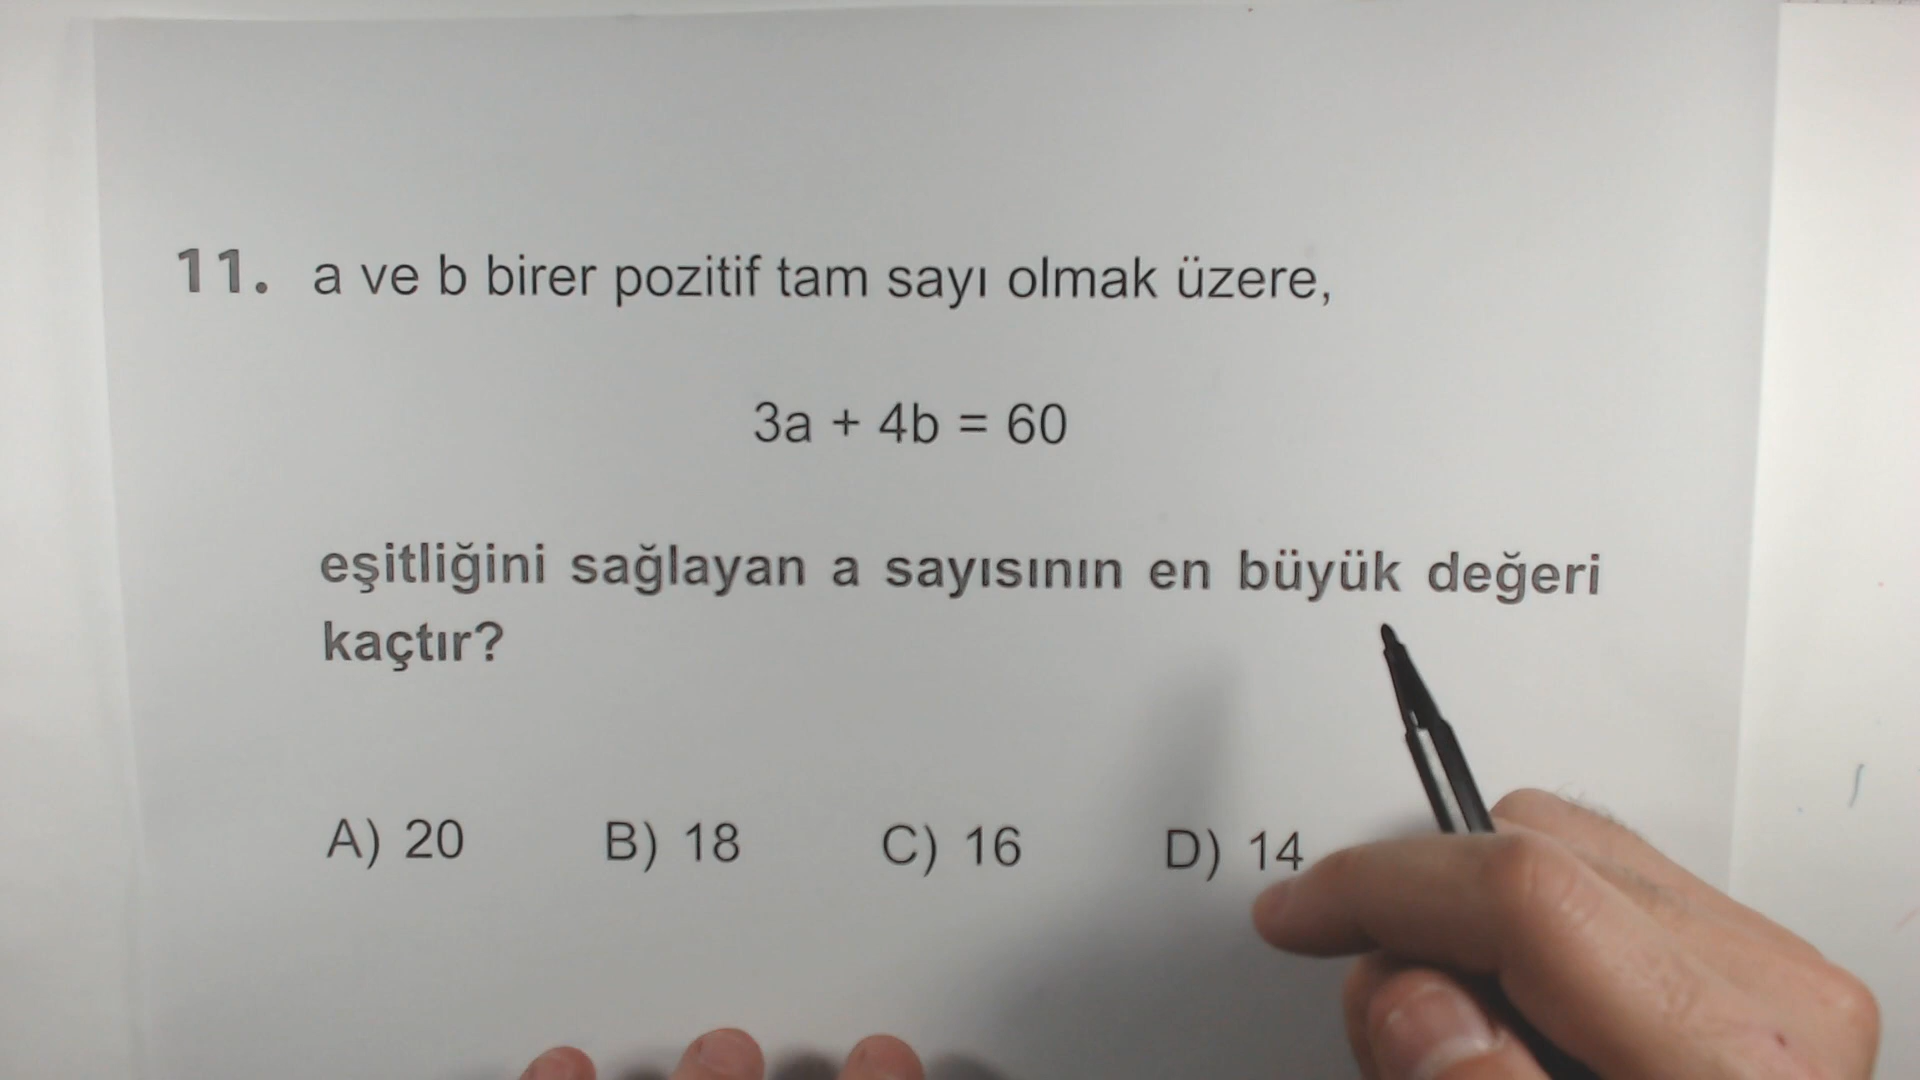 11. a ve b birer pozitif tam sayı olmak üzere,
3a + 4b = 60
eşitliğini sağlayan a sayısının en büyük değeri
kaçtır?
A) 20 B) 18 C) 16 D) 14